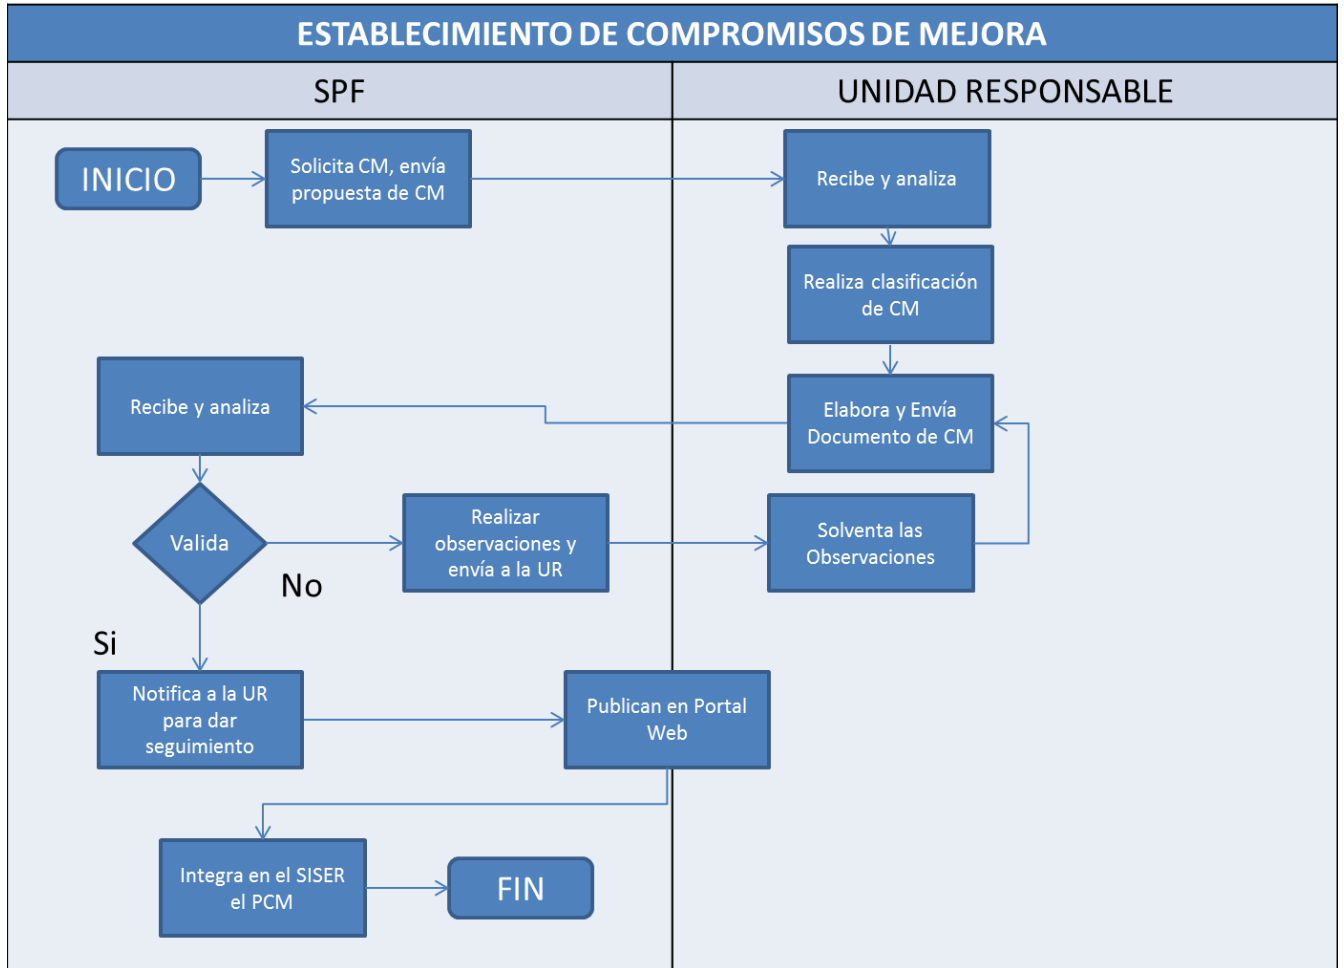 ESTABLECIMIENTO DE COMPROMISOS DE MEJORA
SPF
UNIDAD RESPONSABLE
INICIO
Solicita CM, envía
propuesta de CM
Recibe y analiza
Realiza clasificación
de CM
Elabora y Envía
Documento de CM
Recibe y analiza
Valida
No
Realizar
observaciones y
envía a la UR
Solventa las
Observaciones
Si
Notifica a la UR
para dar
seguimiento
Publican en Portal
Web
Integra en el SISER
el PCM
FIN